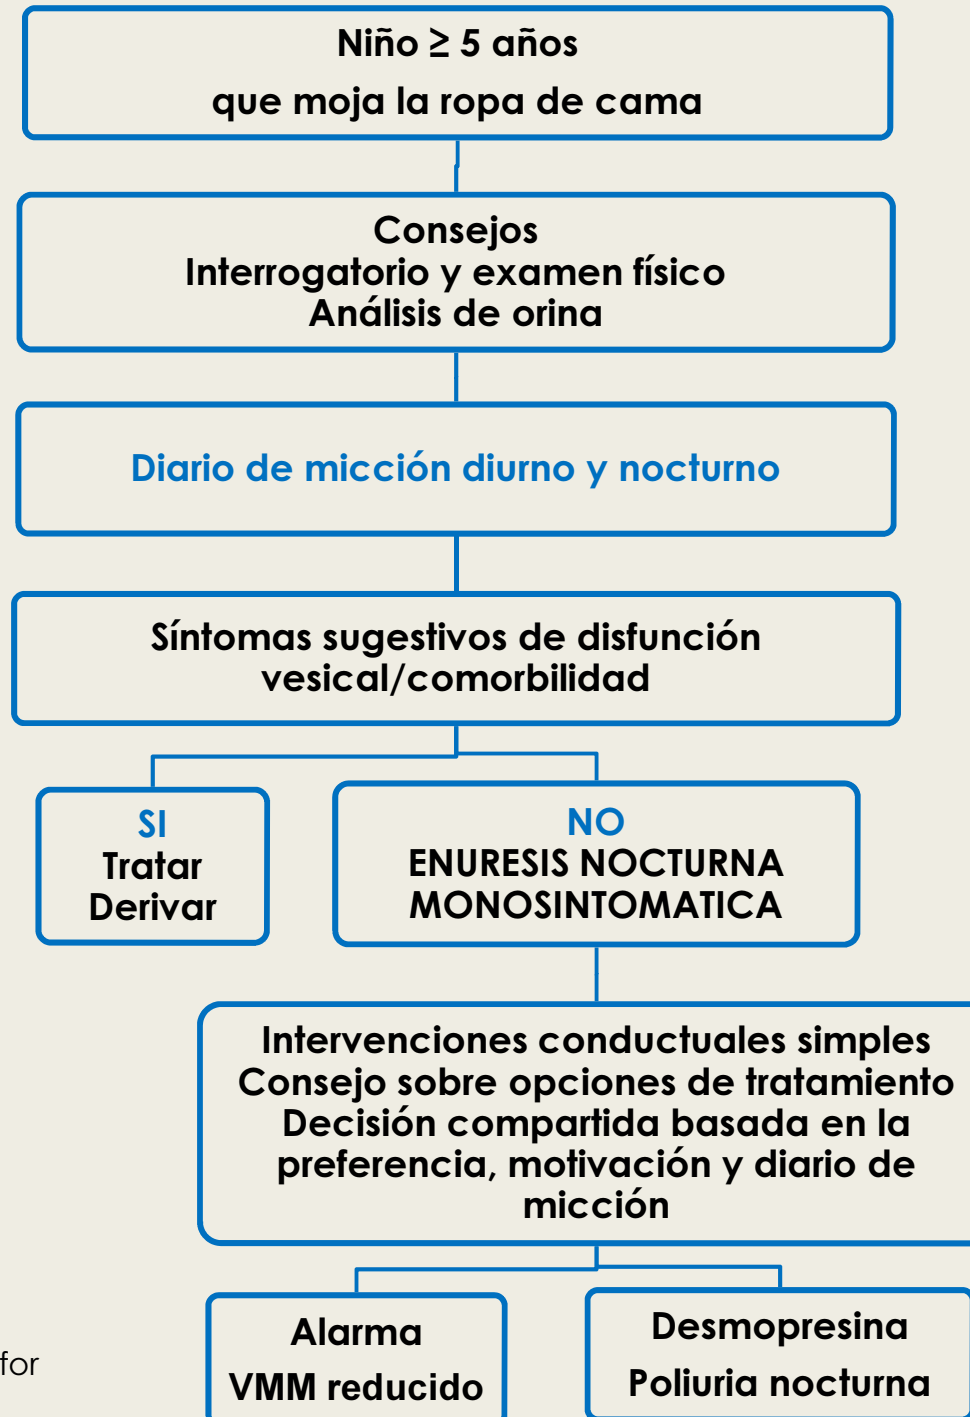 Niño ≥ 5 años
que moja la ropa de cama
Consejos
Interrogatorio y examen físico
Análisis de orina
Diario de micción diurno y nocturno
Síntomas sugestivos de disfunción
vesical/comorbilidad
SI
Tratar
Derivar
NO
ENURESIS NOCTURNA
MONOSINTOMATICA
Intervenciones conductuales simples
Consejo sobre opciones de tratamiento
Decisión compartida basada en la
preferencia, motivación y diario de
micción
Alarma
VMM reducido
Desmopresina
Poliuria nocturna
for